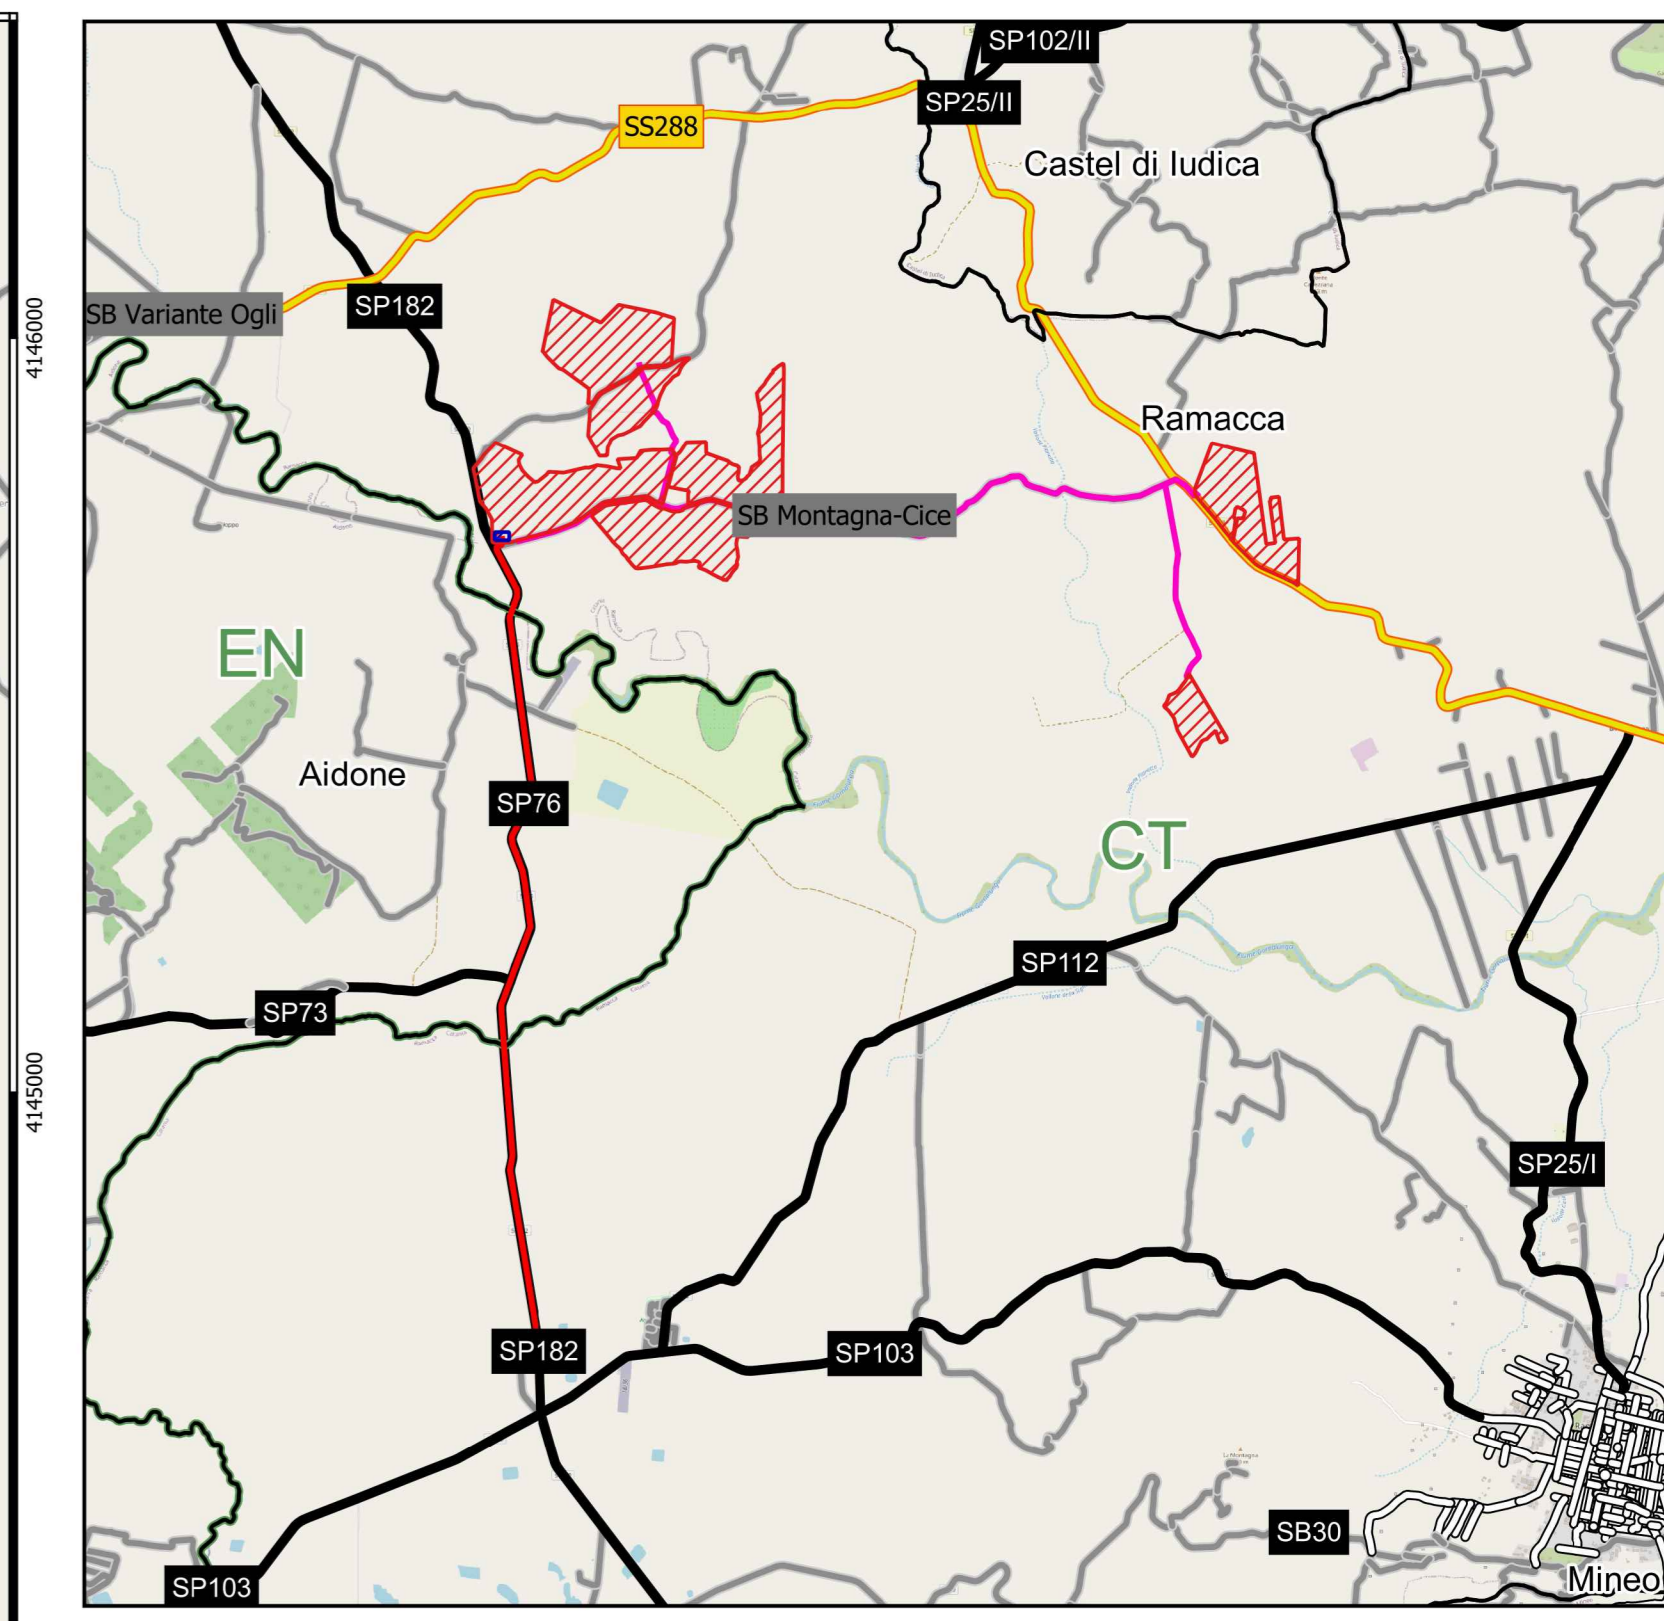 SP102/II
SP25/II
SS288
Castel di Iudica
SP182
SB Variante Ogli
4146000
Ramacca
SB Montagna-Cice
EN
Aidone
SP76
CT
SP112
SP73
4145000
SP25/I
SP182
SP103
SB30
SP103
Mineo